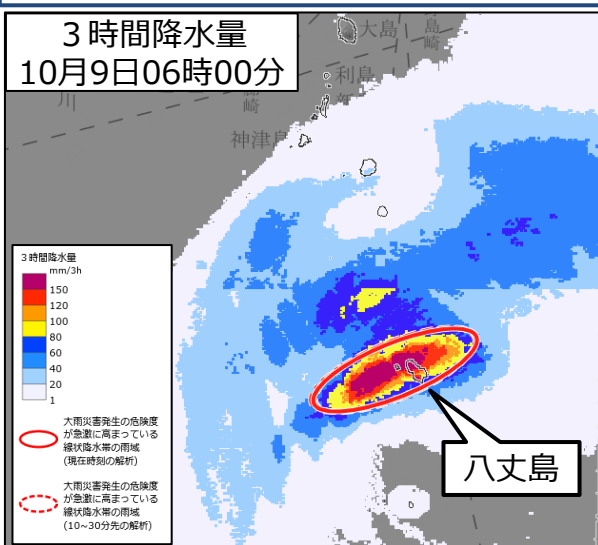 3時間降水量
10月9日06時00分
大島
利島
神津島
川
3時間降水量
mm/3h
150
120
100
80
60
40
20
1
大雨災害発生の危険度
が急激に高まっている
線状降水帯の雨域
(現在時刻の解析)
大雨災害発生の危険度
が急激に高まっている
線状降水帯の雨域
(10~30分先の解析)
八丈島